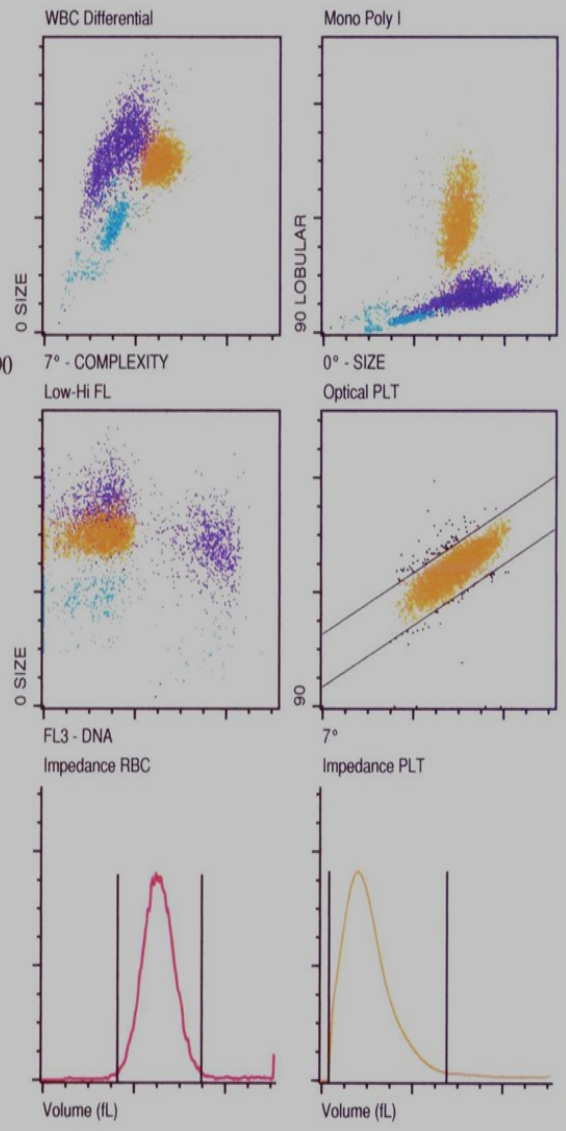 WBC Differential
0 SIZE
7° - COMPLEXITY
Mono Poly I
90 LOBULAR
0° - SIZE
Low-Hi FL
0 SIZE
FL3 - DNA
Optical PLT
90
7°
Impedance RBC
Volume (fL)
Impedance PLT
Volume (fL)